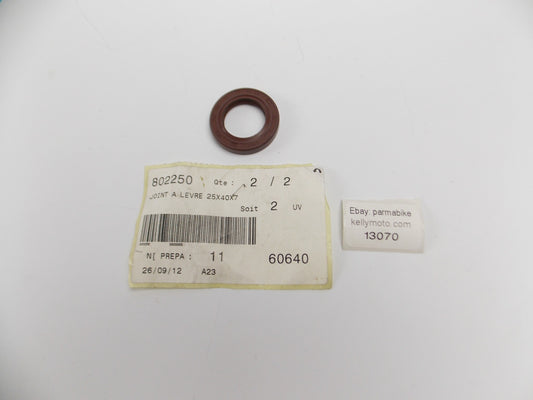 802250 Qte : 2 / 2
JOINT A LEVRE 25X40X7
Soit 2 UV
N[ PREPA : 11 60640
26/09/12 A23
Ebay: parmabike
kellymoto.com
13070